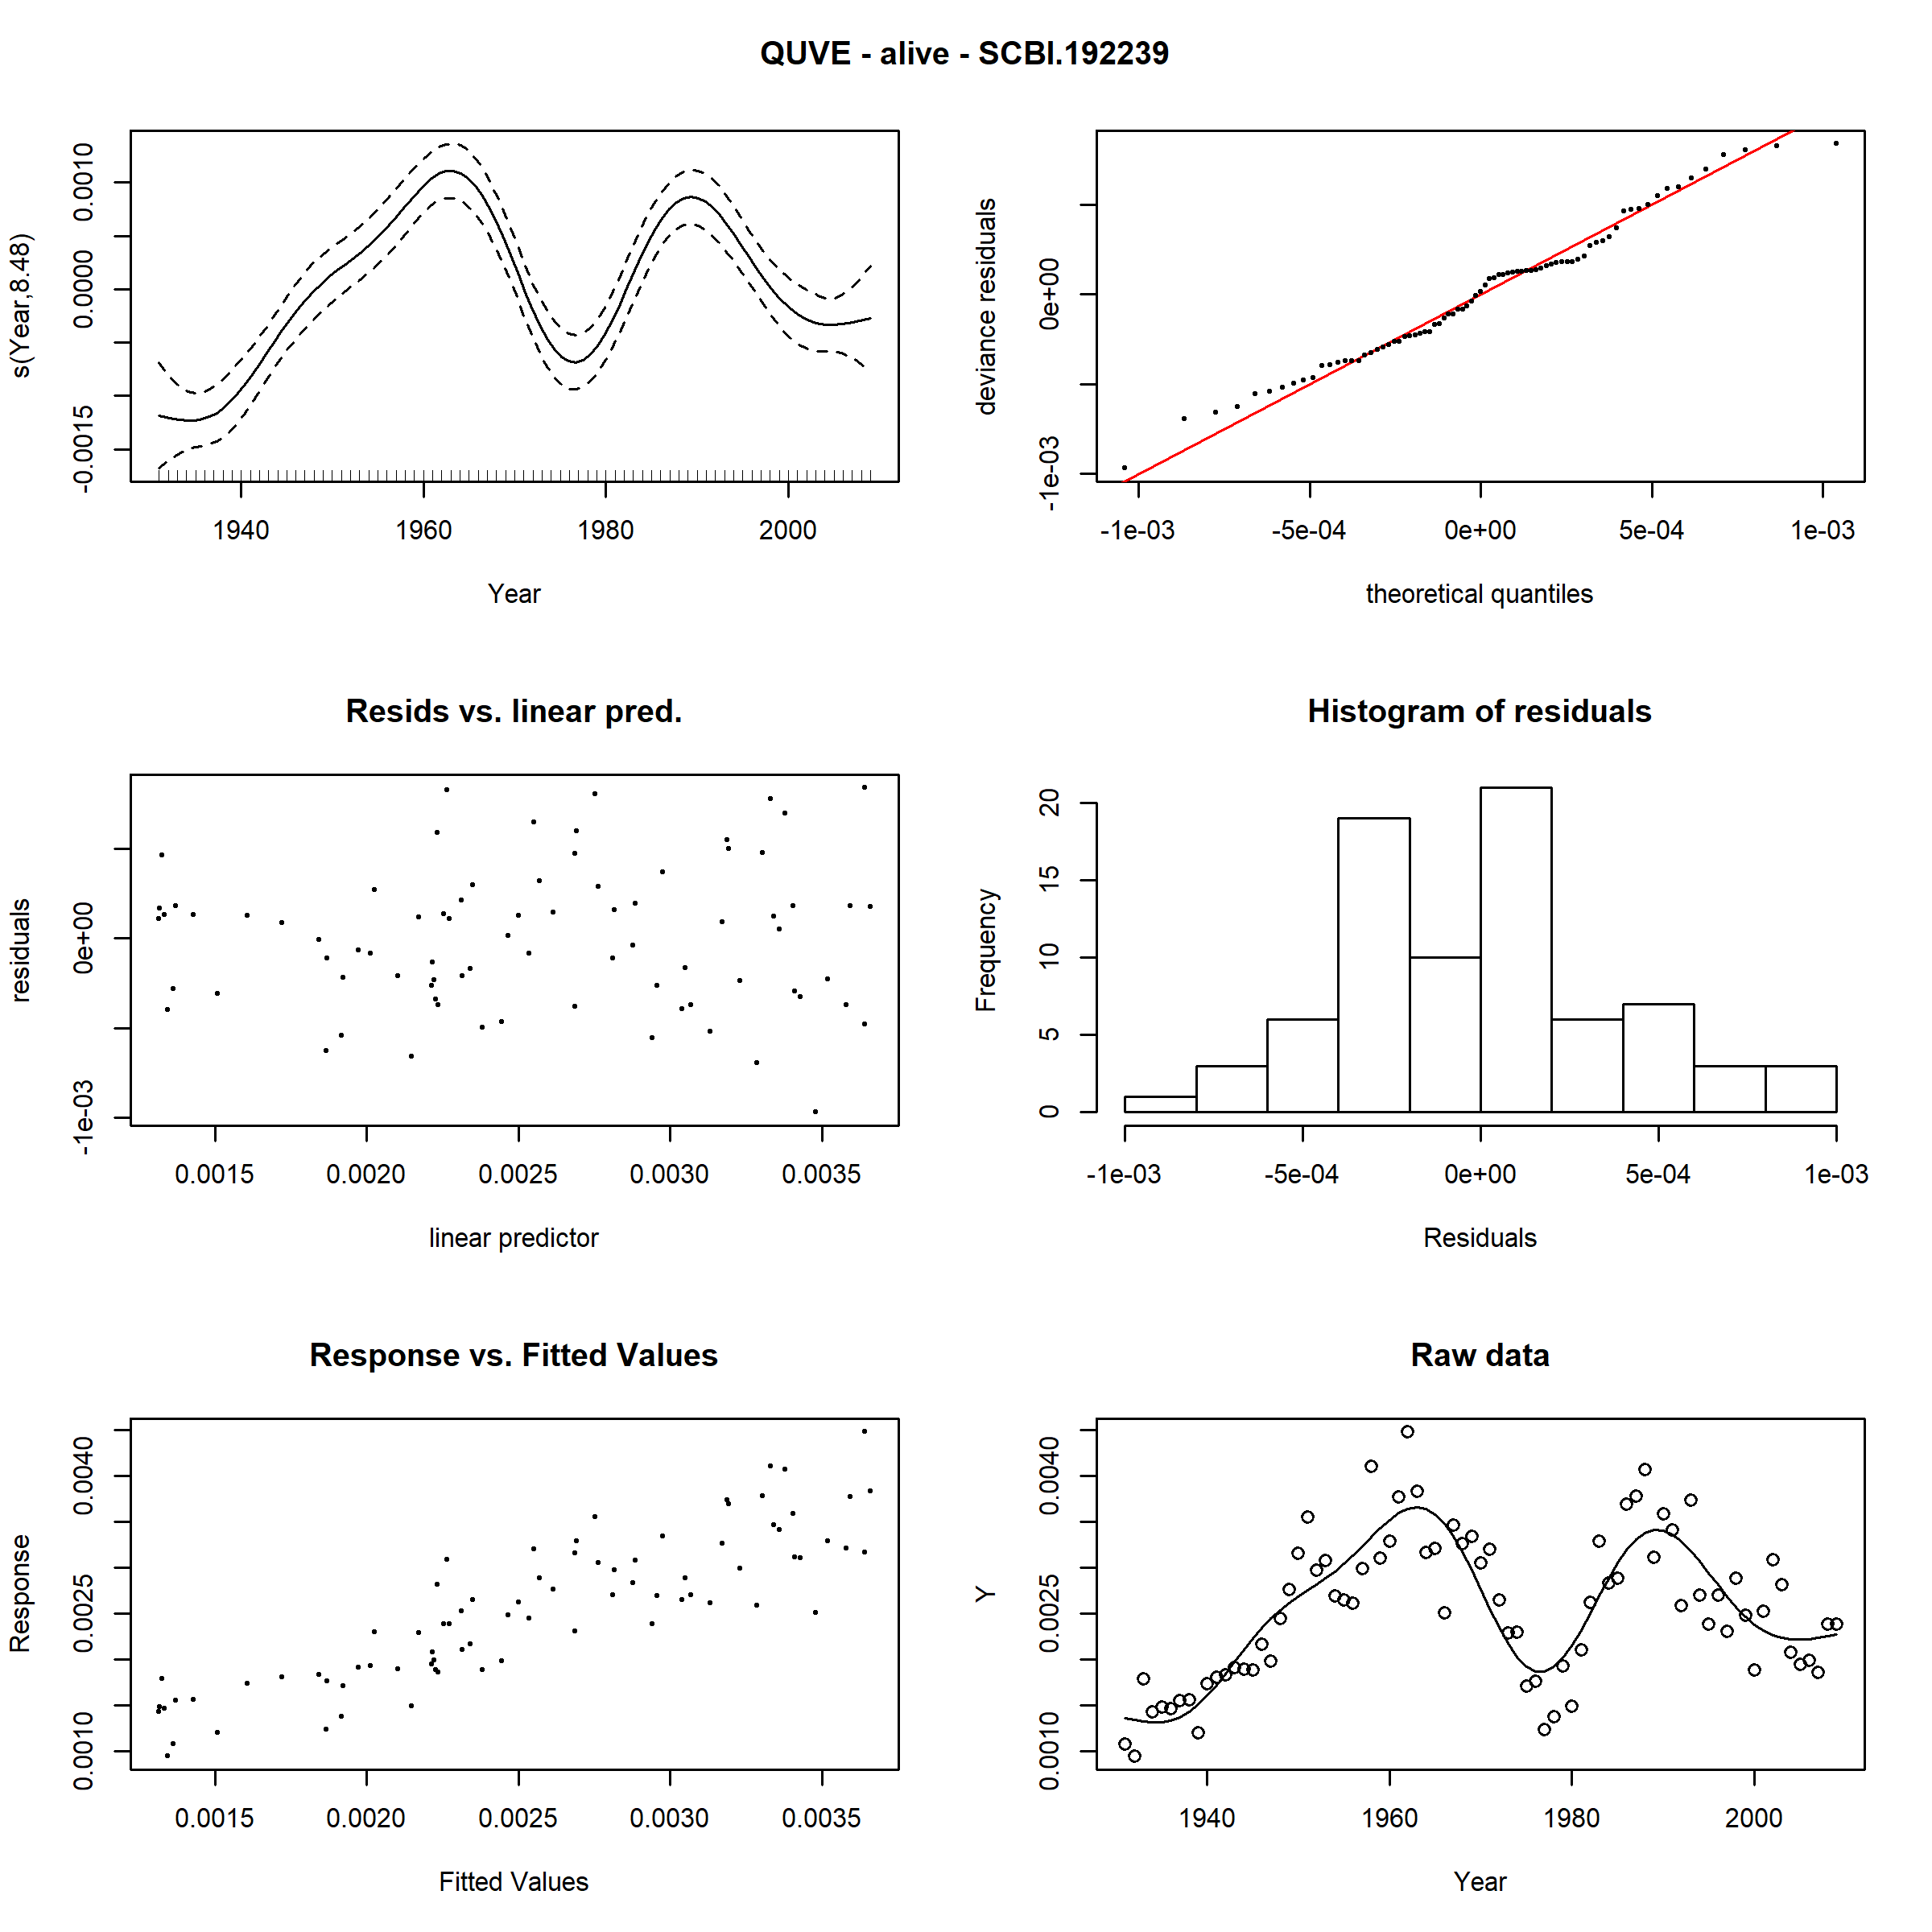 QUVE - alive - SCBI.192239
s(Year,8.48)
-0.0015 0.0000 0.0010
1940 1960 1980 2000
Year
deviance residuals
-1e-03 0e+00
-1e-03 -5e-04 0e+00 5e-04 1e-03
theoretical quantiles
Resids vs. linear pred.
residuals
-1e-03 0e+00
0.0015 0.0020 0.0025 0.0030 0.0035
linear predictor
Histogram of residuals
Frequency
0 5 10 15 20
-1e-03 -5e-04 0e+00 5e-04 1e-03
Residuals
Response vs. Fitted Values
Response
0.0010 0.0025 0.0040
0.0015 0.0020 0.0025 0.0030 0.0035
Fitted Values
Raw data
Y
0.0010 0.0025 0.0040
1940 1960 1980 2000
Year